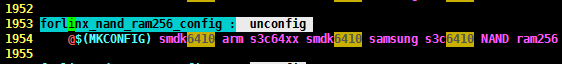 1952
1953 forlinx_nand_ram256_config :  unconfig
1954     @$(MKCONFIG) smdk6410 arm s3c64xx smdk6410 samsung s3c6410 NAND ram256
1955